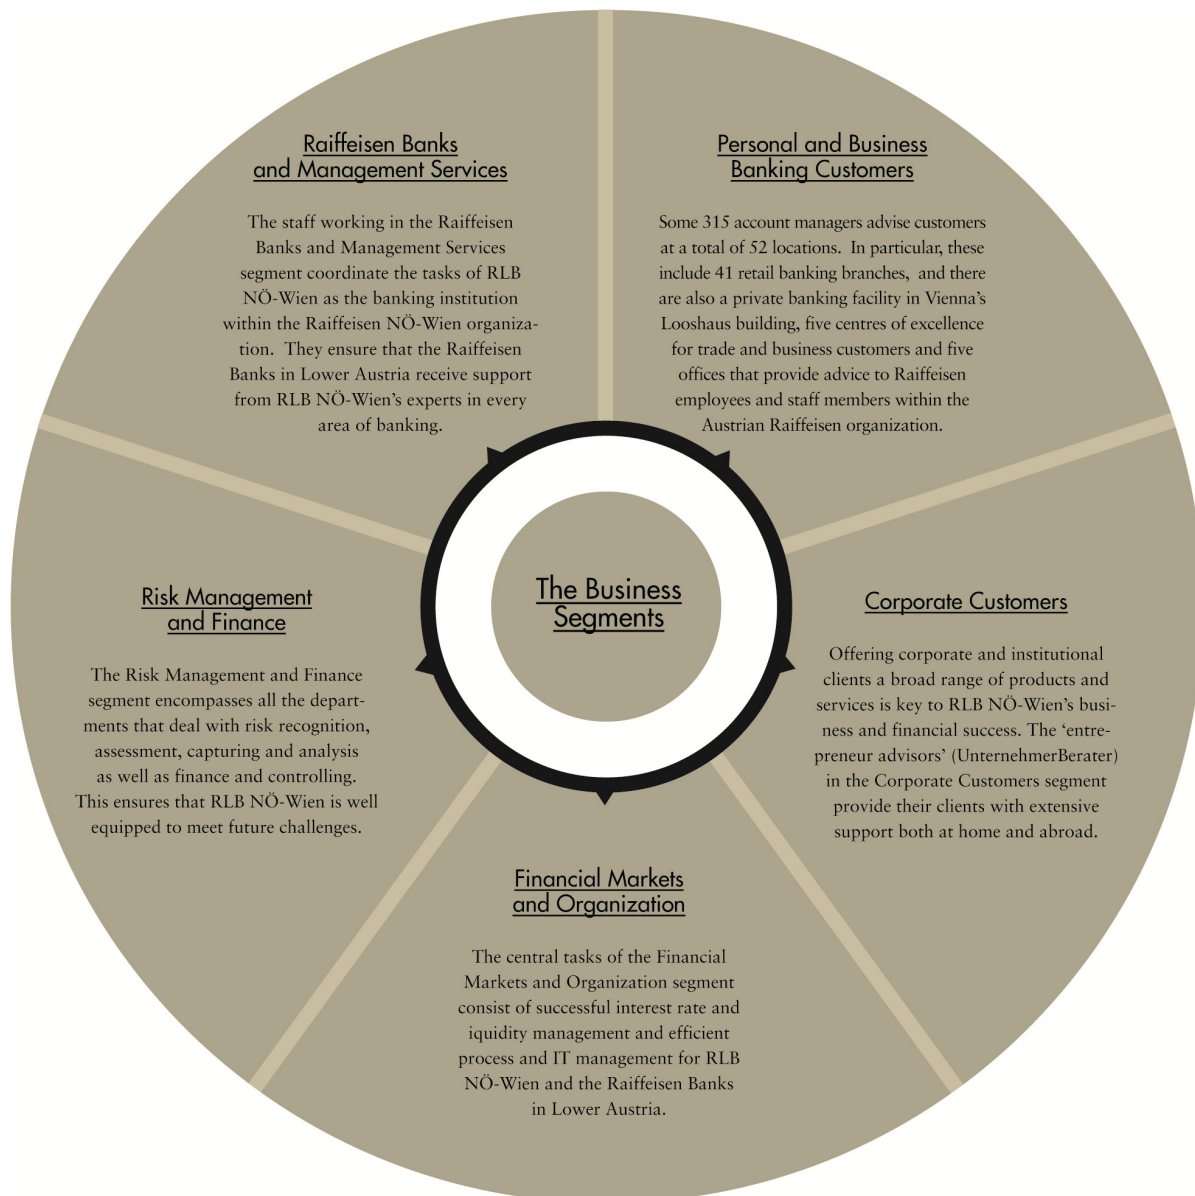 Raiffeisen Banks
and Management Services
The staff working in the Raiffeisen
Banks and Management Services
segment coordinate the tasks of RLB
NÖ-Wien as the banking institution
within the Raiffeisen NÖ-Wien organiza-
tion. They ensure that the Raiffeisen
Banks in Lower Austria receive support
from RLB NÖ-Wien’s experts in every
area of banking.
Personal and Business
Banking Customers
Some 315 account managers advise customers
at a total of 52 locations. In particular, these
include 41 retail banking branches, and there
are also a private banking facility in Vienna’s
Looshaus building, five centres of excellence
for trade and business customers and five
offices that provide advice to Raiffeisen
employees and staff members within the
Austrian Raiffeisen organization.
The Business
Segments
Risk Management
and Finance
The Risk Management and Finance
segment encompasses all the depart-
ments that deal with risk recognition,
assessment, capturing and analysis
as well as finance and controlling.
This ensures that RLB NÖ-Wien is well
equipped to meet future challenges.
Corporate Customers
Offering corporate and institutional
clients a broad range of products and
services is key to RLB NÖ-Wien’s busi-
ness and financial success. The ‘entre-
preneur advisors’ (UnternehmerBerater)
in the Corporate Customers segment
provide their clients with extensive
support both at home and abroad.
Financial Markets
and Organization
The central tasks of the Financial
Markets and Organization segment
consist of successful interest rate and
iquidity management and efficient
process and IT management for RLB
NÖ-Wien and the Raiffeisen Banks
in Lower Austria.